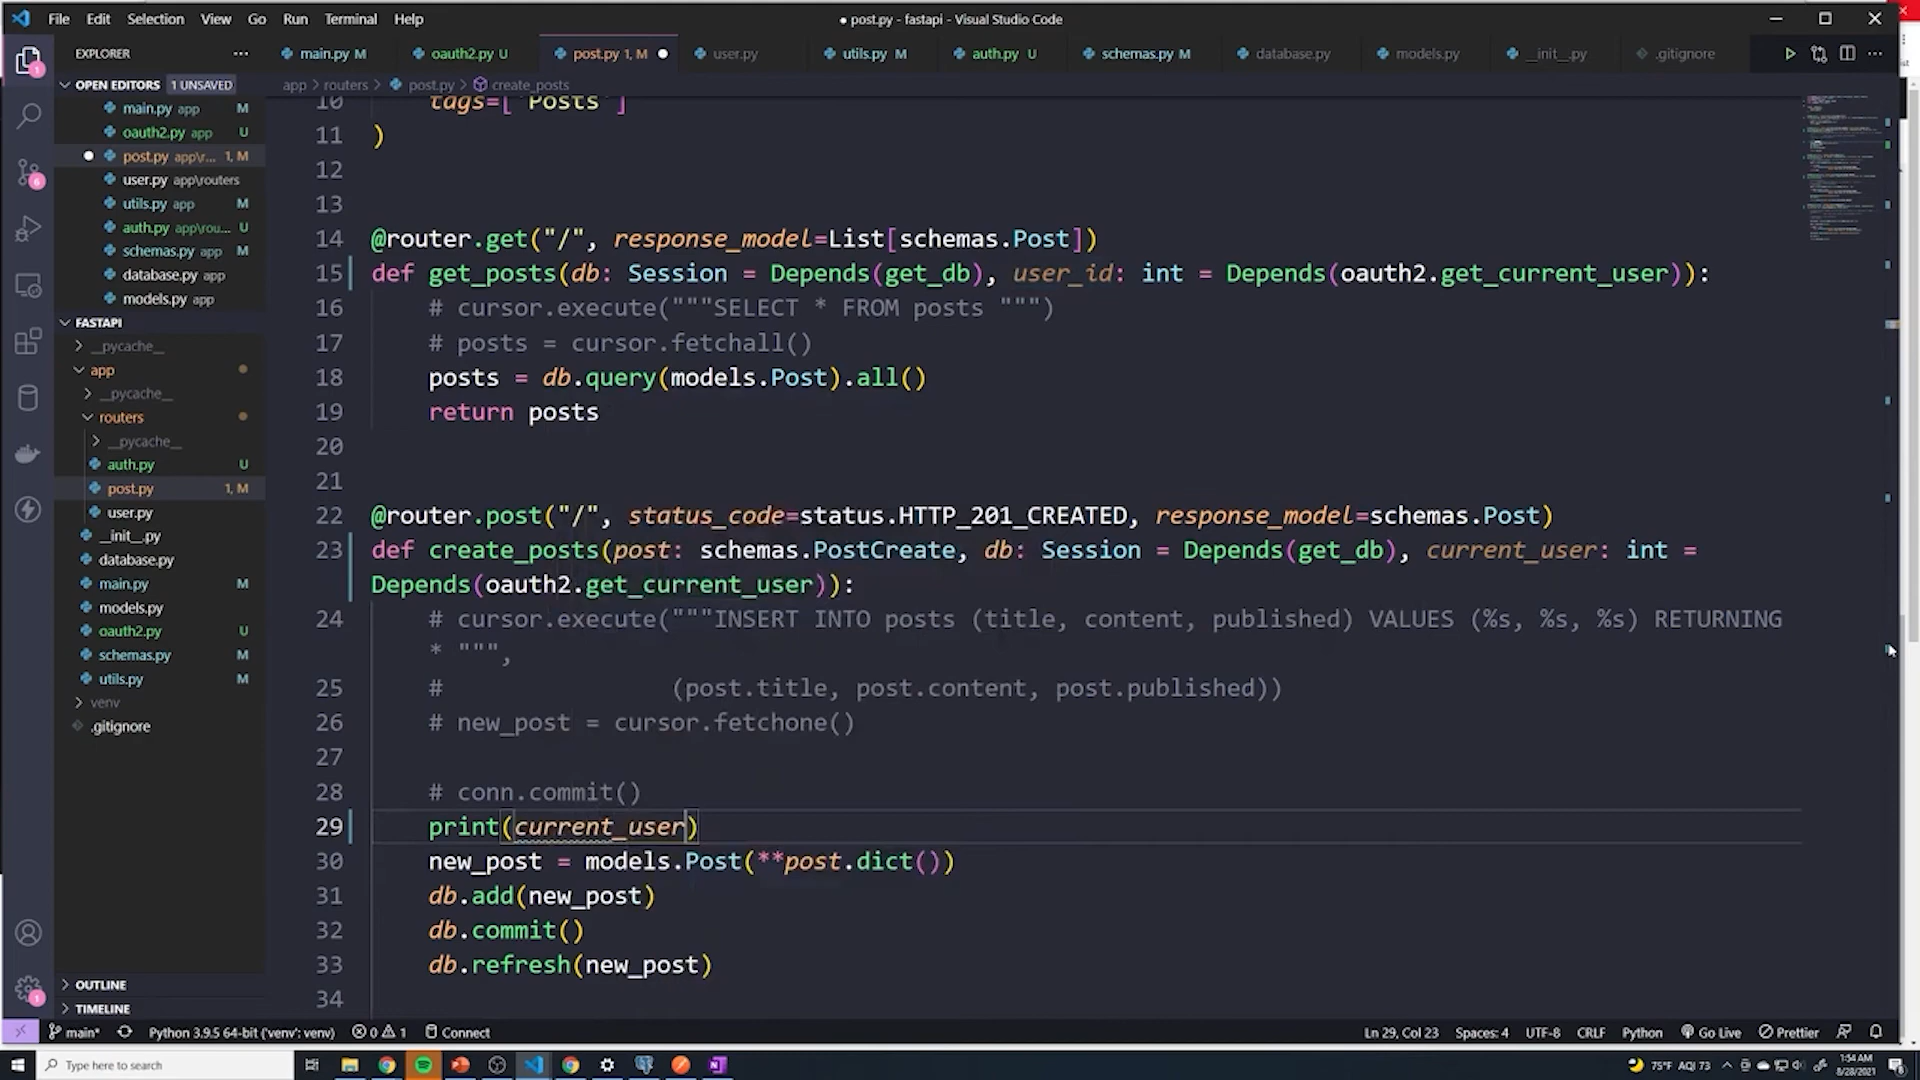 File Edit Selection View Go Run Terminal Help
● post.py - fastapi - Visual Studio Code
EXPLORER
main.py M oauth2.py U post.py 1, M user.py utils.py M auth.py U schemas.py M database.py models.py __init__.py .gitignore
OPEN EDITORS 1 UNSAVED
app > routers > post.py > create_posts
main.py app M
oauth2.py app U
post.py app\r... 1, M
user.py app\routers
utils.py app M
auth.py app\rou... U
schemas.py app M
database.py app
models.py app
FASTAPI
__pycache__
app
__pycache__
routers
__pycache__
auth.py U
post.py 1, M
user.py
__init__.py
database.py
main.py M
models.py
oauth2.py U
schemas.py M
utils.py M
venv
.gitignore
OUTLINE
TIMELINE
10 tags=['Posts']
11 )
12
13
14 @router.get("/", response_model=List[schemas.Post])
15 def get_posts(db: Session = Depends(get_db), user_id: int = Depends(oauth2.get_current_user)):
16 # cursor.execute("""SELECT * FROM posts """)
17 # posts = cursor.fetchall()
18 posts = db.query(models.Post).all()
19 return posts
20
21
22 @router.post("/", status_code=status.HTTP_201_CREATED, response_model=schemas.Post)
23 def create_posts(post: schemas.PostCreate, db: Session = Depends(get_db), current_user: int =
Depends(oauth2.get_current_user)):
24 # cursor.execute("""INSERT INTO posts (title, content, published) VALUES (%s, %s, %s) RETURNING
* """,
25 # (post.title, post.content, post.published))
26 # new_post = cursor.fetchone()
27
28 # conn.commit()
29 print(current_user)
30 new_post = models.Post(**post.dict())
31 db.add(new_post)
32 db.commit()
33 db.refresh(new_post)
34
main* Python 3.9.5 64-bit ('venv': venv) 0 1 Connect
Ln 29, Col 23 Spaces: 4 UTF-8 CRLF Python Go Live Prettier
Type here to search
75°F AQI 73
1:54 AM
8/28/2021